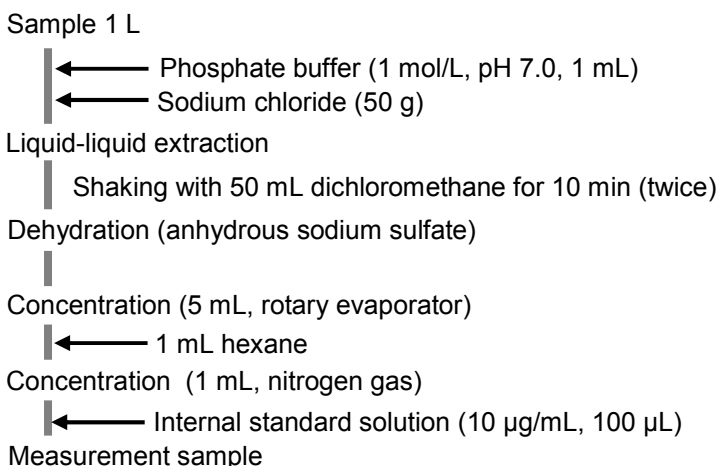 Sample 1 L
Phosphate buffer (1 mol/L, pH 7.0, 1 mL)
Sodium chloride (50 g)
Liquid-liquid extraction
Shaking with 50 mL dichloromethane for 10 min (twice)
Dehydration (anhydrous sodium sulfate)
Concentration (5 mL, rotary evaporator)
1 mL hexane
Concentration (1 mL, nitrogen gas)
Internal standard solution (10 µg/mL, 100 µL)
Measurement sample